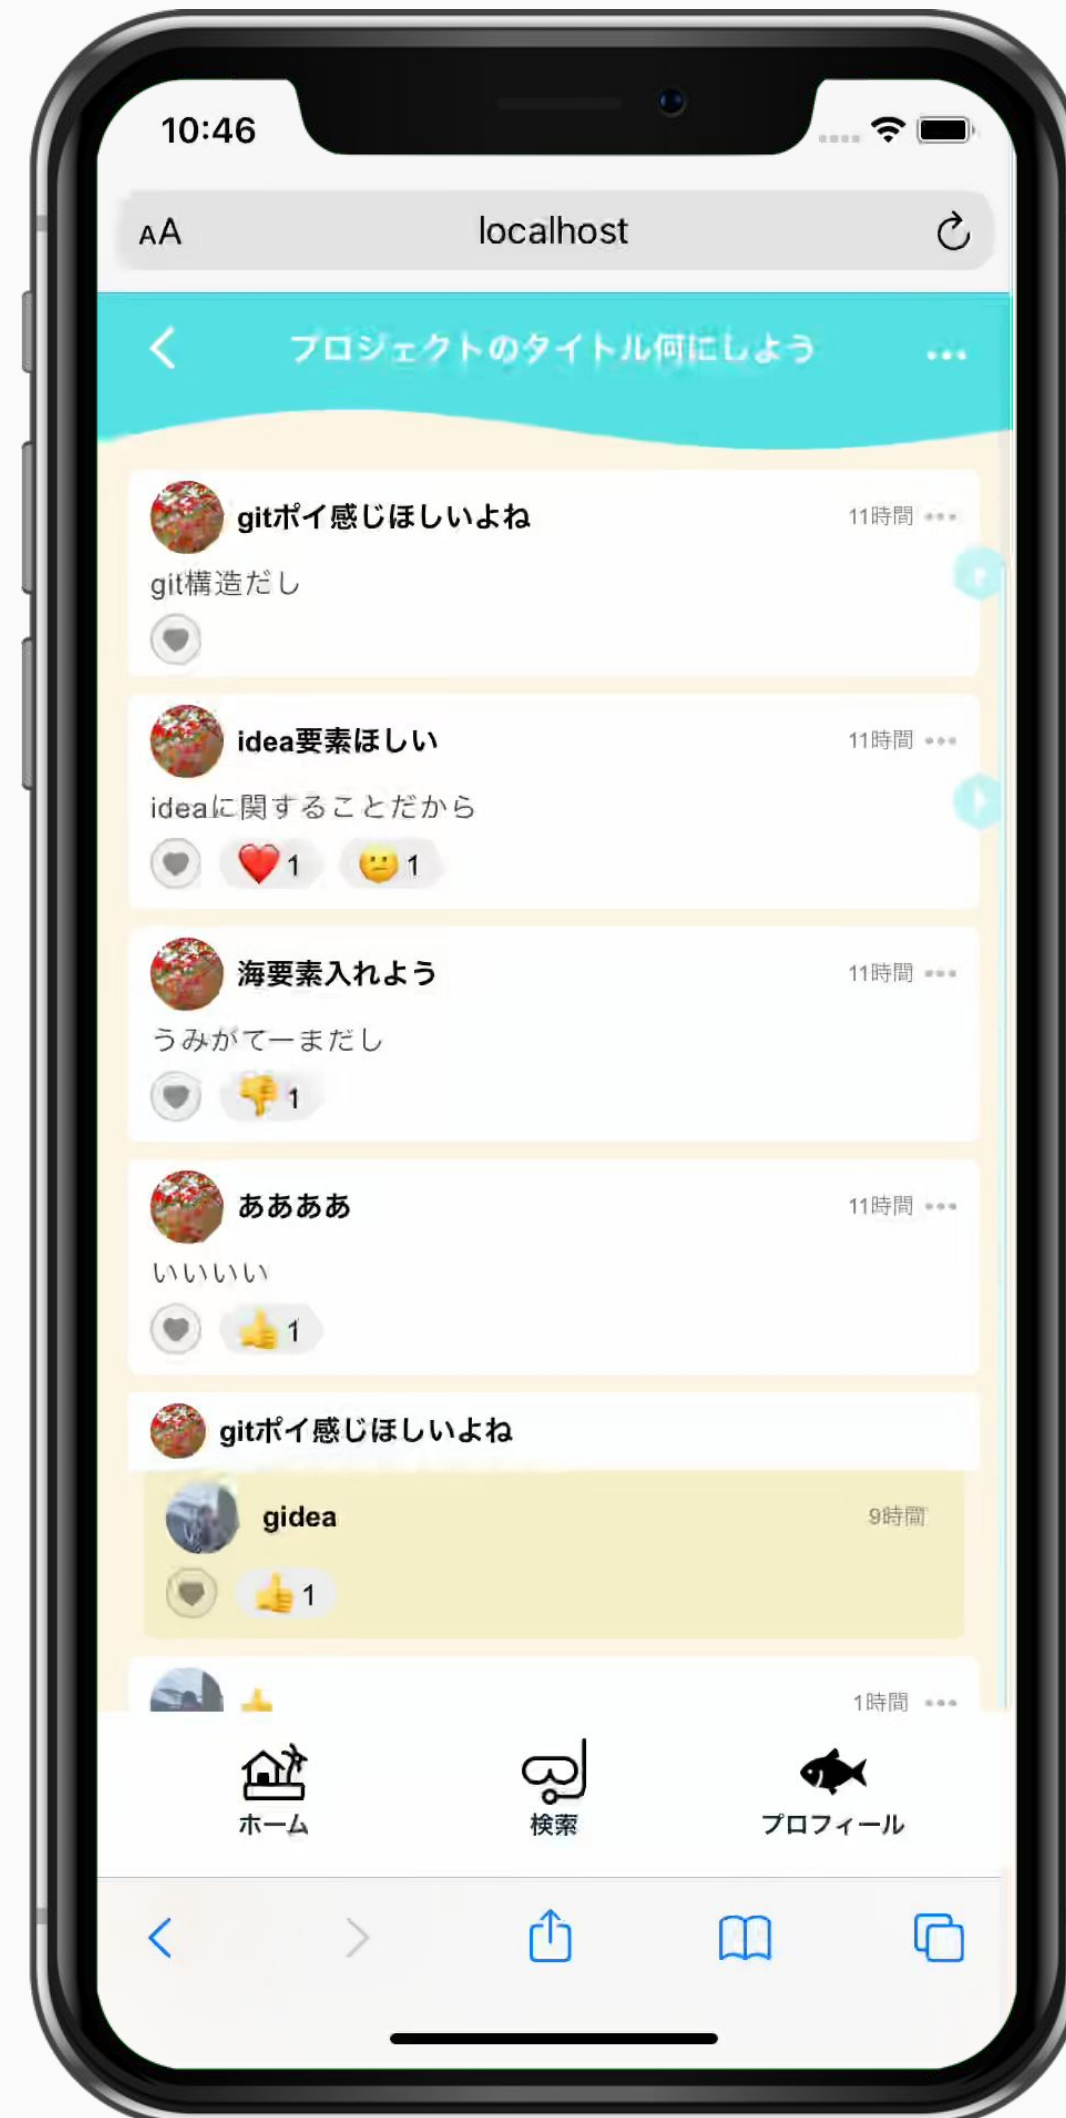 10:46
AA
localhost
プロジェクトのタイトル何にしよう
gitポイ感じほしいよね
11時間
git構造だし
idea要素ほしい
11時間
ideaに関することだから
1
1
海要素入れよう
11時間
うみがてーまだし
1
ああああ
11時間
いいいい
1
gitポイ感じほしいよね
gidea
9時間
1
1時間
ホーム
検索
プロフィール